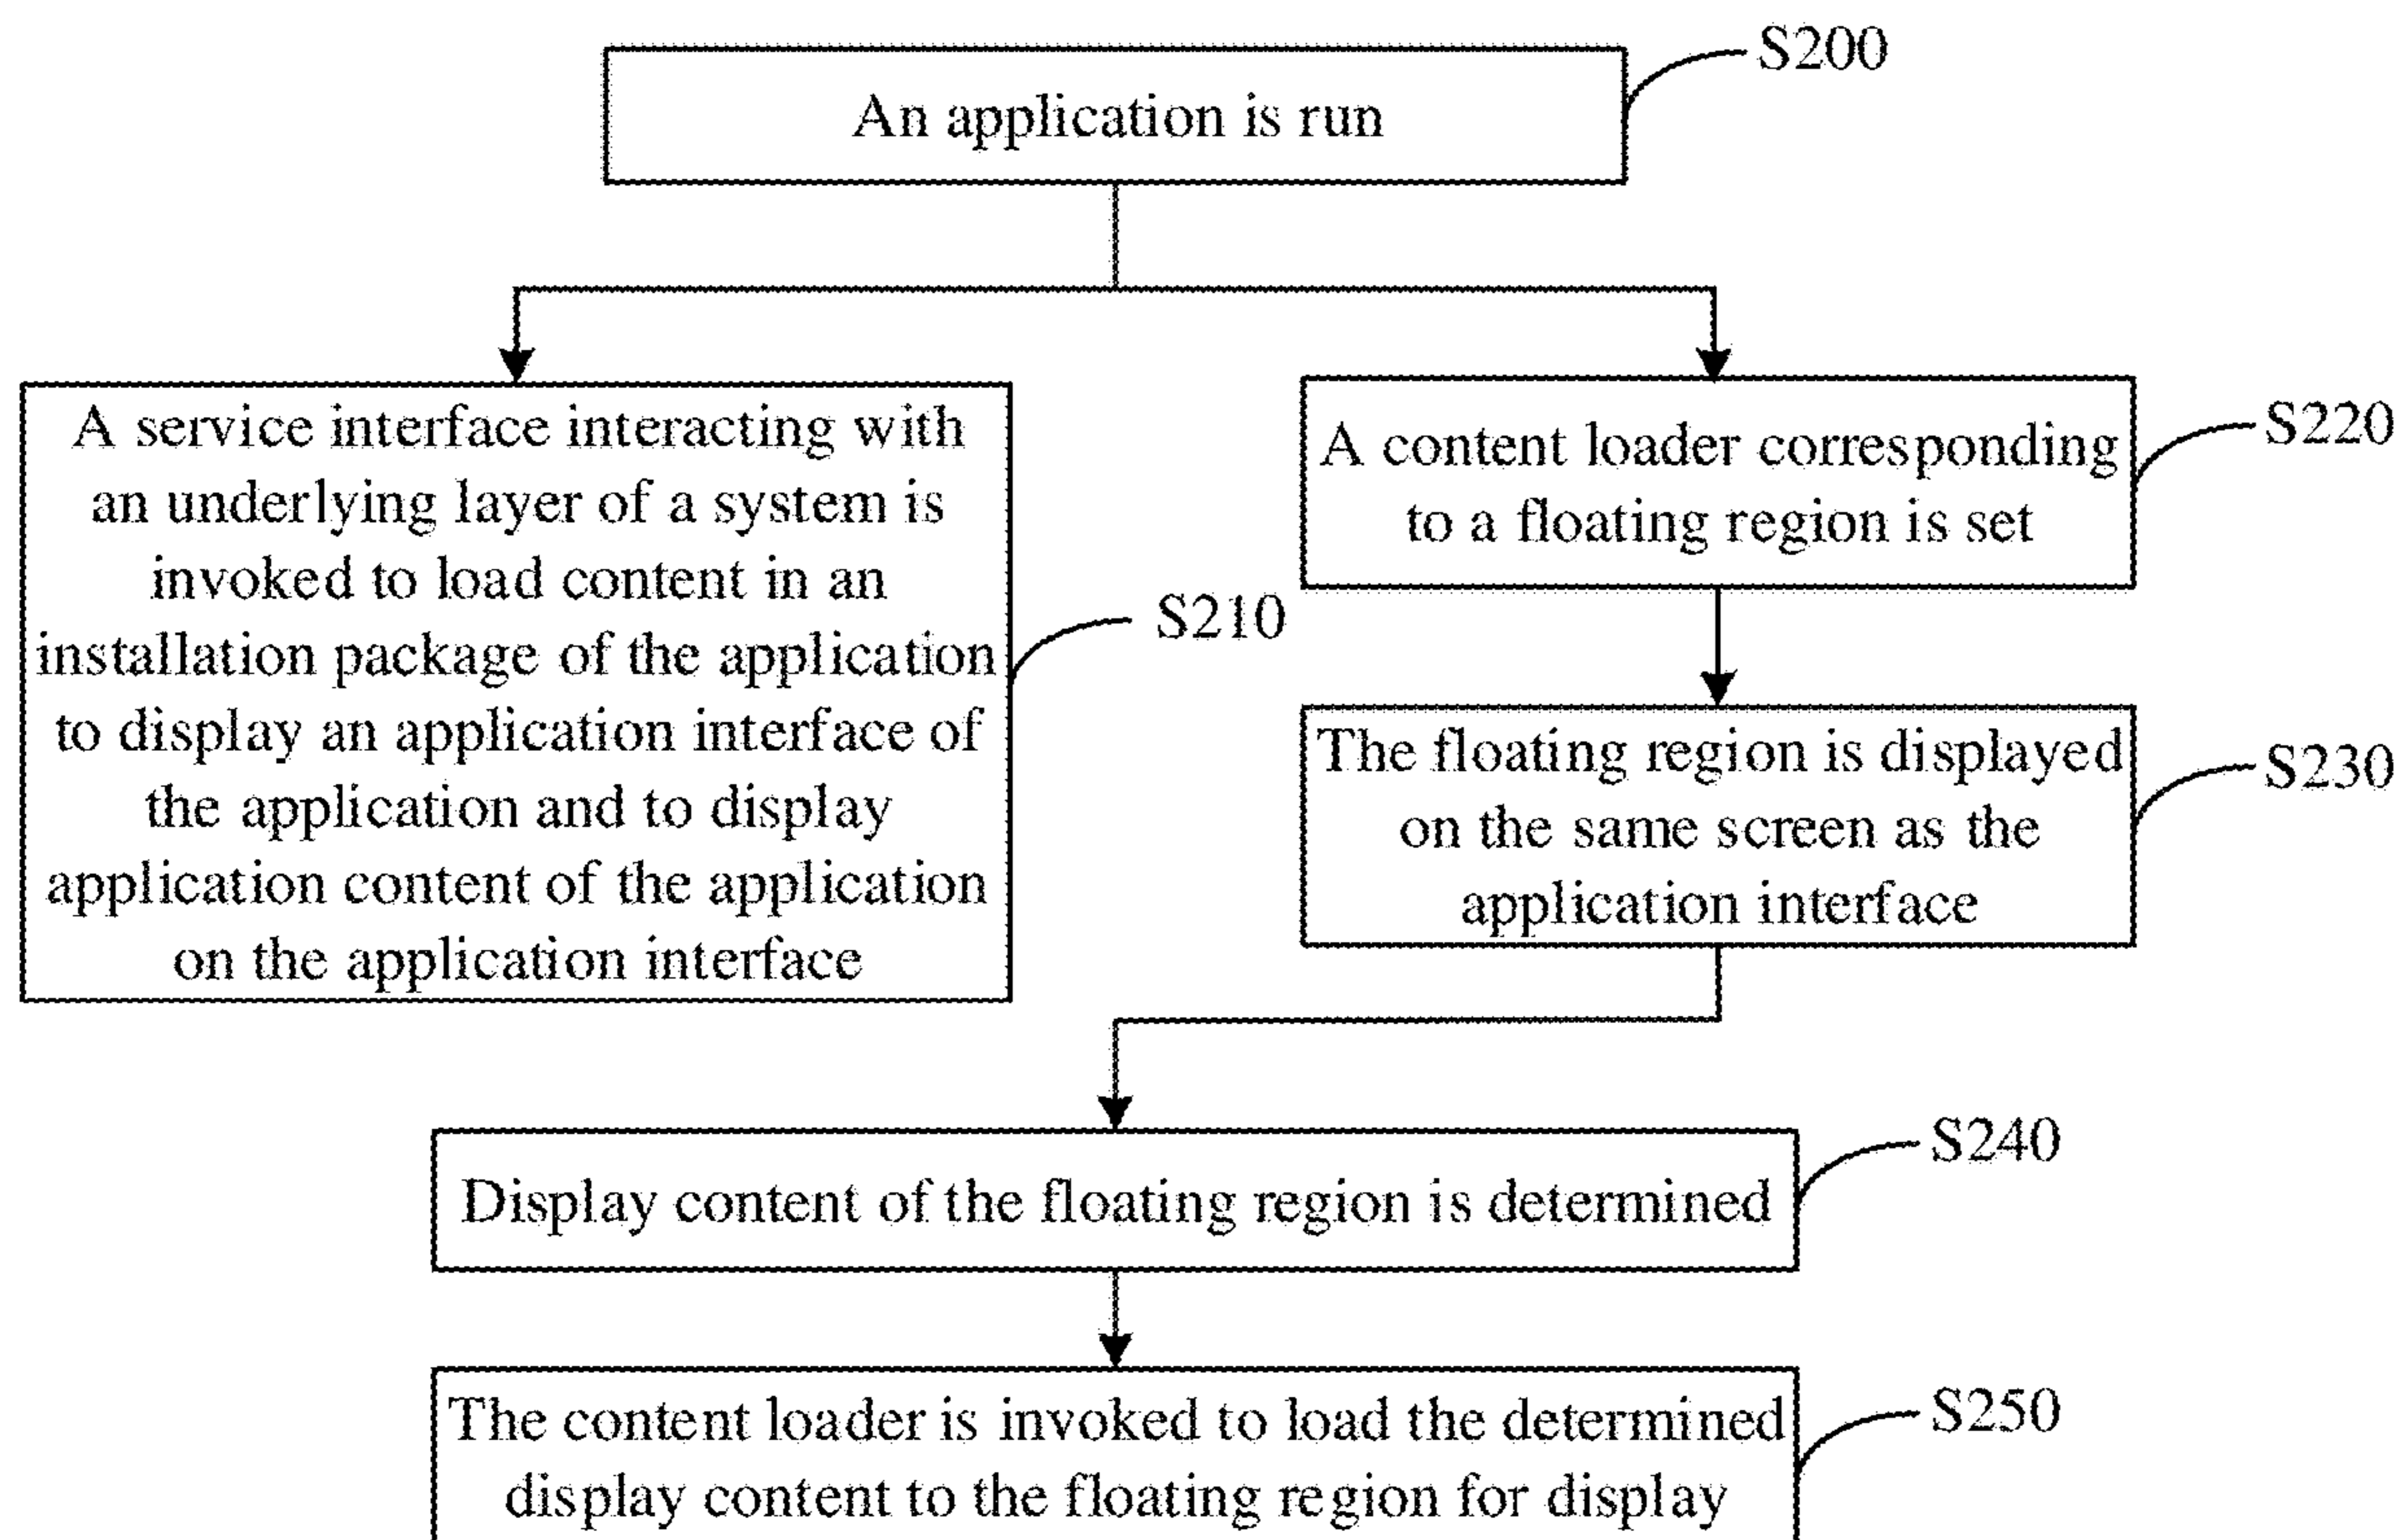 S200
An application is run
A service interface interacting with
an underlying layer of a system is
invoked to load content in an
installation package of the application
to display an application interface of
the application and to display
application content of the application
on the application interface
S210
A content loader corresponding
to a floating region is set
S220
The floating region is displayed
on the same screen as the
application interface
S230
Display content of the floating region is determined
S240
The content loader is invoked to load the determined
display content to the floating region for display
S250